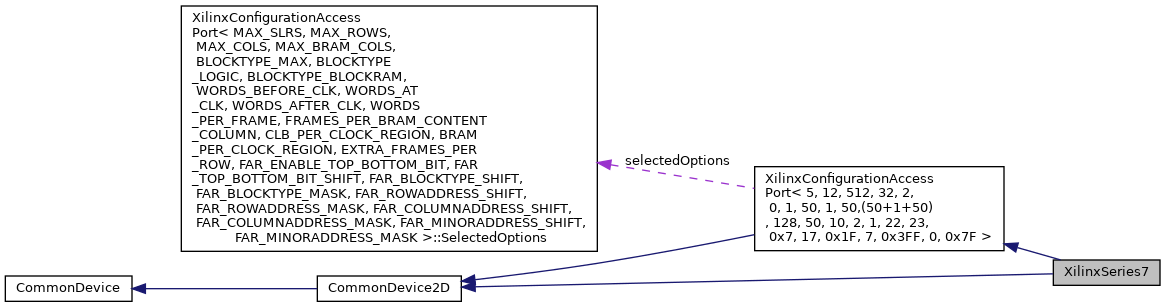 XilinxConfigurationAccess
Port< MAX_SLRS, MAX_ROWS,
MAX_COLS, MAX_BRAM_COLS,
BLOCKTYPE_MAX, BLOCKTYPE
_LOGIC, BLOCKTYPE_BLOCKRAM,
WORDS_BEFORE_CLK, WORDS_AT
_CLK, WORDS_AFTER_CLK, WORDS
_PER_FRAME, FRAMES_PER_BRAM_CONTENT
_COLUMN, CLB_PER_CLOCK_REGION, BRAM
_PER_CLOCK_REGION, EXTRA_FRAMES_PER
_ROW, FAR_ENABLE_TOP_BOTTOM_BIT, FAR
_TOP_BOTTOM_BIT_SHIFT, FAR_BLOCKTYPE_SHIFT,
FAR_BLOCKTYPE_MASK, FAR_ROWADDRESS_SHIFT,
FAR_ROWADDRESS_MASK, FAR_COLUMNADDRESS_SHIFT,
FAR_COLUMNADDRESS_MASK, FAR_MINORADDRESS_SHIFT,
FAR_MINORADDRESS_MASK >::SelectedOptions
selectedOptions
XilinxConfigurationAccess
Port< 5, 12, 512, 32, 2,
0, 1, 50, 1, 50,(50+1+50)
, 128, 50, 10, 2, 1, 22, 23,
0x7, 17, 0x1F, 7, 0x3FF, 0, 0x7F >
XilinxSeries7
CommonDevice
CommonDevice2D